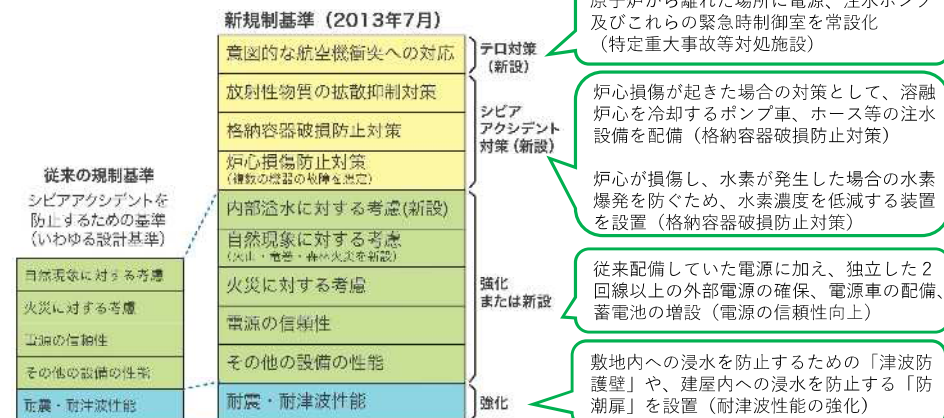 新規制基準（2013年7月）
意図的な航空機衝突への対応
放射性物質の拡散抑制対策
格納容器破損防止対策
炉心損傷防止対策
(複数の機器の故障を想定)
内部溢水に対する考慮(新設)
自然現象に対する考慮
(火山・竜巻・森林火災を新設)
火災に対する考慮
電源の信頼性
その他の設備の性能
耐震・耐津波性能
従来の規制基準
シビアアクシデントを
防止するための基準
(いわゆる設計基準)
自然現象に対する考慮
火災に対する考慮
電源の信頼性
その他の設備の性能
耐震・耐津波性能
テロ対策
(新設)
シビア
アクシデント
対策(新設)
強化
または新設
強化
原子炉から離れた場所に電源、注水ポンプ
及びこれらの緊急時制御室を常設化
（特定重大事故等対処施設）
炉心損傷が起きた場合の対策として、溶融
炉心を冷却するポンプ車、ホース等の注水
設備を配備（格納容器破損防止対策）
炉心が損傷し、水素が発生した場合の水素
爆発を防ぐため、水素濃度を低減する装置
を設置（格納容器破損防止対策）
従来配備していた電源に加え、独立した２
回線以上の外部電源の確保、電源車の配備、
蓄電池の増設（電源の信頼性向上）
敷地内への浸水を防止するための「津波防
護壁」や、建屋内への浸水を防止する「防
潮扉」を設置（耐津波性能の強化）